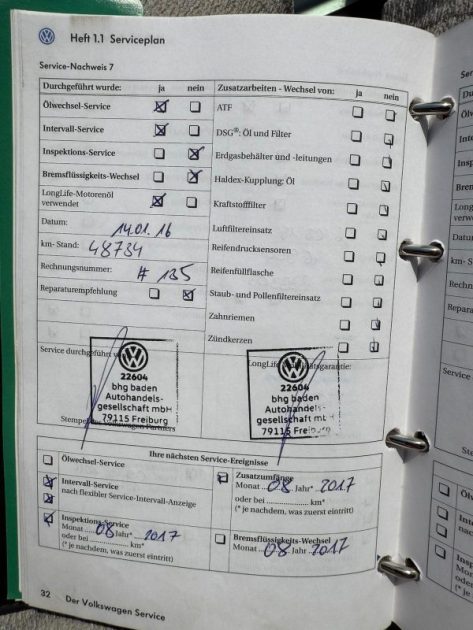 Heft 1.1 Serviceplan
Service-Nachweis 7
Durchgeführt wurde: ja nein
Ölwechsel-Service
Intervall-Service
Inspektions-Service
Bremsflüssigkeits-Wechsel
LongLife-Motorenöl
verwendet
Datum: 14.01.16
km- Stand: 48734
Rechnungsnummer: # 135
Reparaturempfehlung
Zusatzarbeiten - Wechsel von: ja nein
ATF
DSG®: Öl und Filter
Erdgasbehälter und -leitungen
Haldex-Kupplung: Öl
Kraftstofffilter
Luftfiltereinsatz
Reifendrucksensoren
Reifenfüllflasche
Staub- und Pollenfiltereinsatz
Zahnriemen
Zündkerzen
Service durchgeführt
22604
bhg baden
Autohandels-
gesellschaft mbH
79115 Freiburg
Volkswagen Partners
22604
bhg baden
Autohandels-
gesellschaft mbH
79115 Freiburg
Ihre nächsten Service-Ereignisse
Ölwechsel-Service
Intervall-Service
nach flexibler Service-Intervall-Anzeige
Inspektions-Service
Monat 08 Jahr* 2017
oder bei ............... km*
(* je nachdem, was zuerst eintritt)
Zusatzumfänge
Monat 08 Jahr* 2017
oder bei ............... km*
(* je nachdem, was zuerst eintritt)
Bremsflüssigkeits-Wechsel
Monat 08 Jahr 2017
32 Der Volkswagen Service